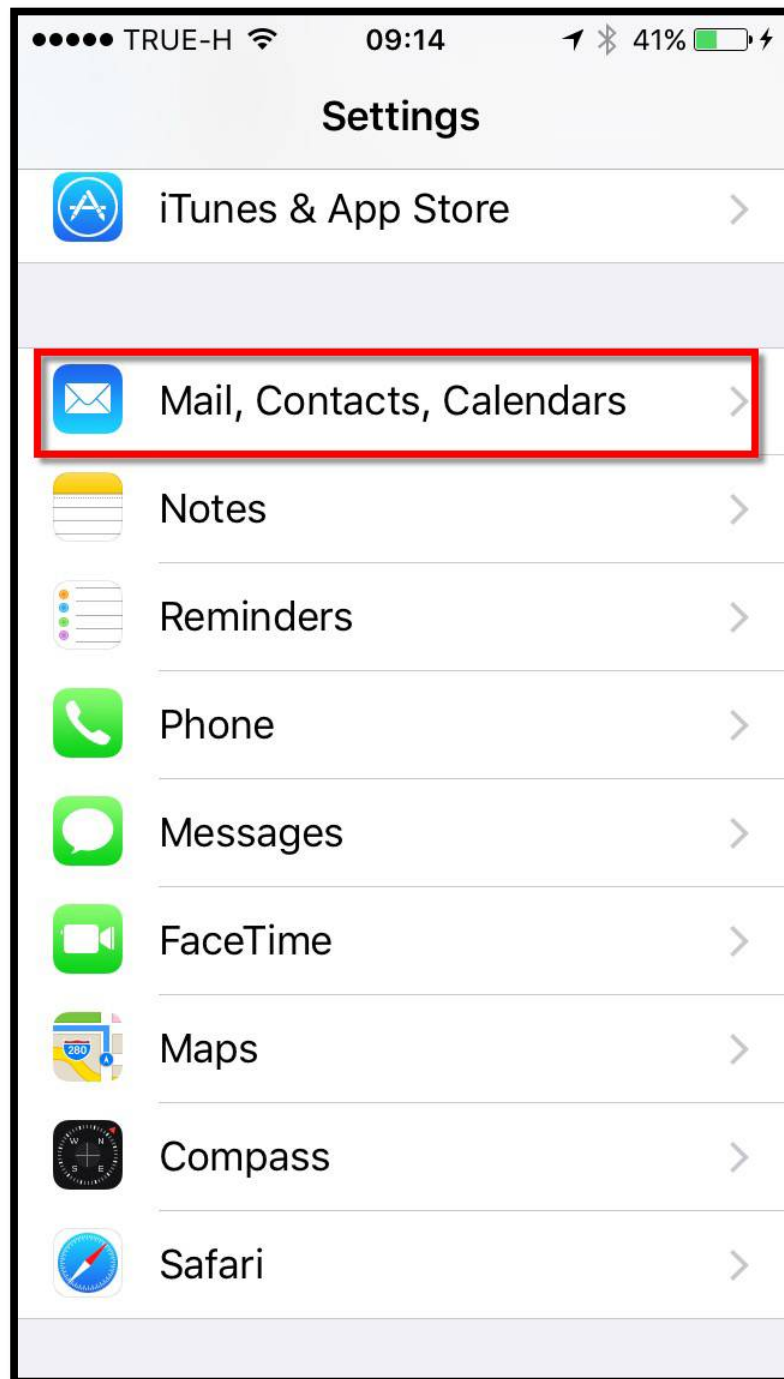 TRUE-H 09:14 41%
Settings
iTunes & App Store
Mail, Contacts, Calendars
Notes
Reminders
Phone
Messages
FaceTime
280
Maps
W N
S E
Compass
Safari